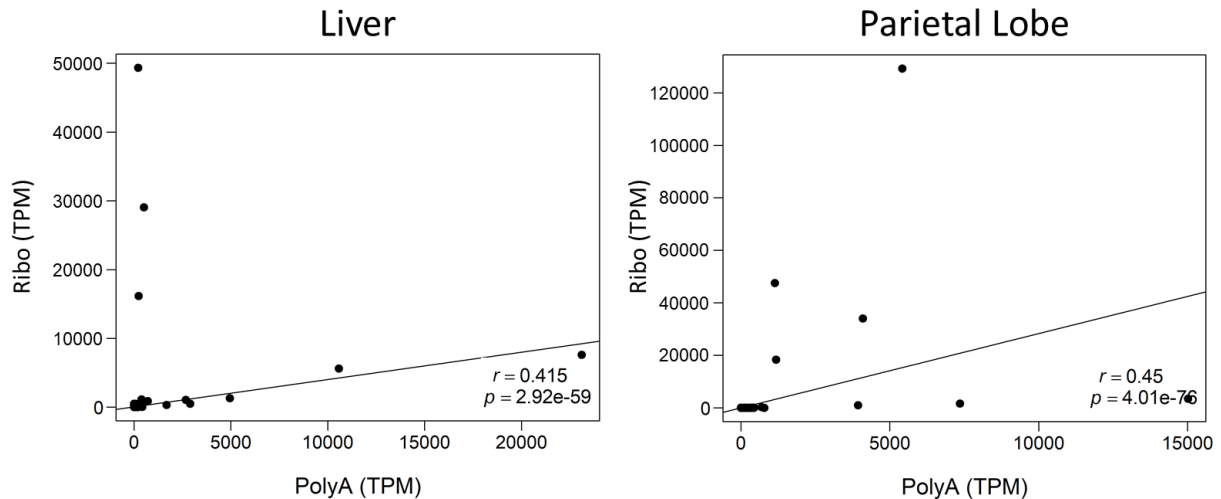 Liver
50000
40000
30000
20000
10000
0
Ribo (TPM)
r = 0.415
p = 2.92e-59
0
5000
10000
15000
20000
PolyA (TPM)
Parietal Lobe
120000
100000
80000
60000
40000
20000
0
Ribo (TPM)
r = 0.45
p = 4.01e-76
0
5000
10000
15000
PolyA (TPM)